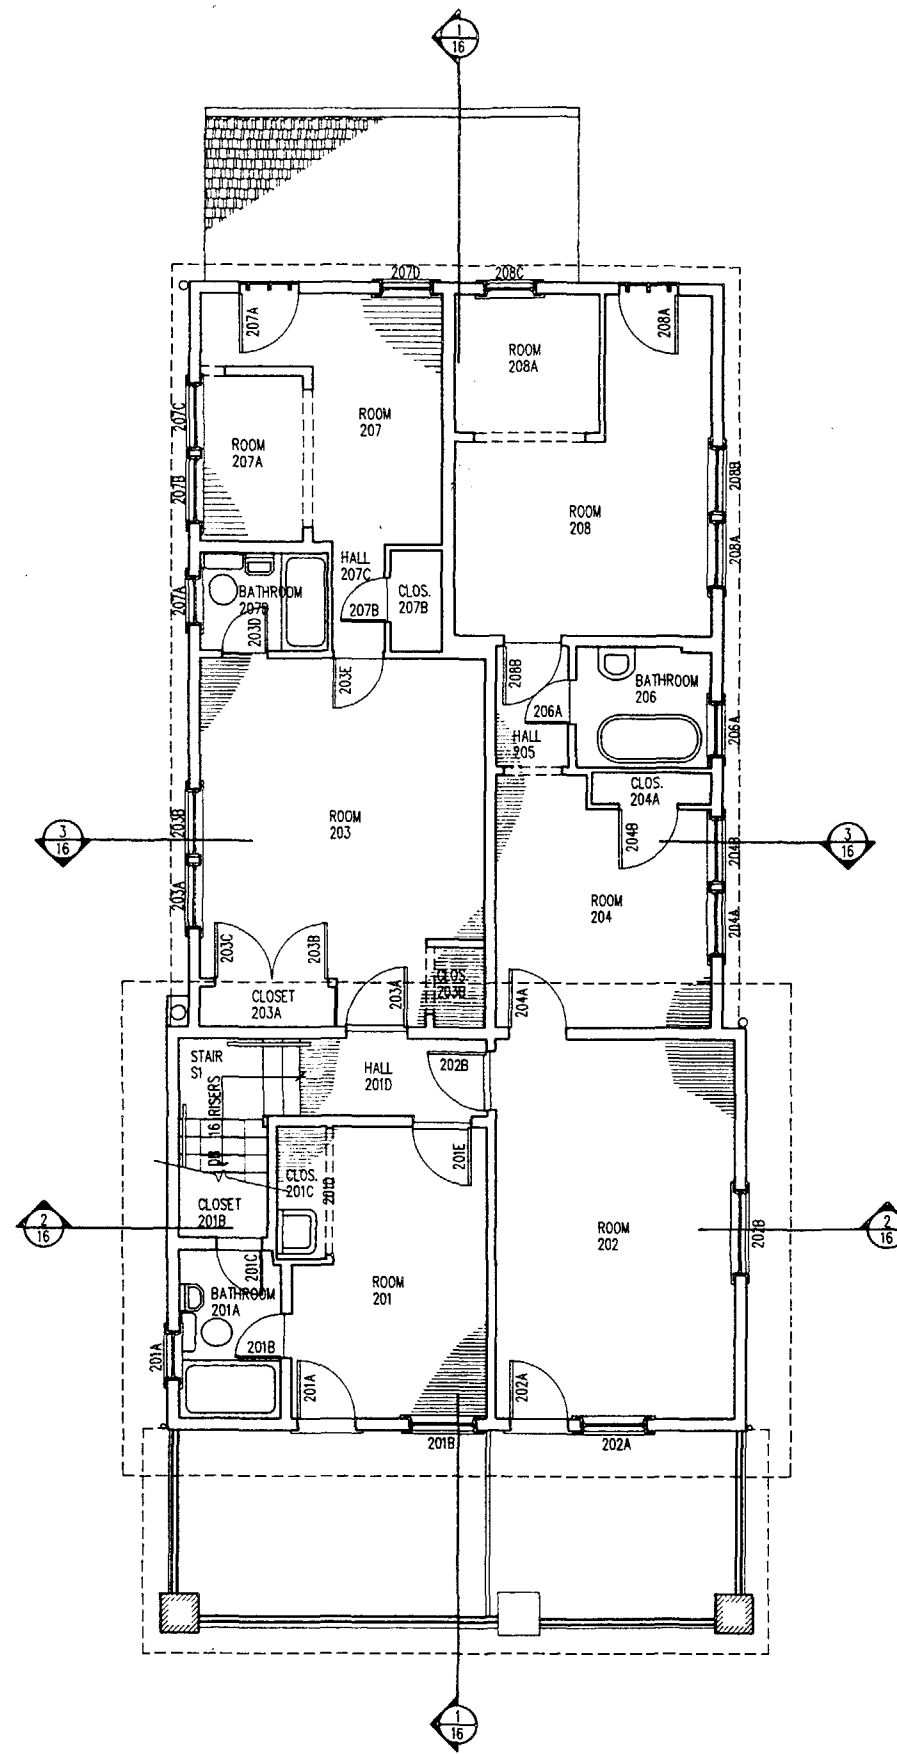 1
16
207D
208C
207A
208A
ROOM
208A
207C
ROOM
207
ROOM
207A
208B
207B
ROOM
208
208A
HALL
207C
207A
BATHROOM
207B
CLOS.
207B
207B
203D
203E
208B
BATHROOM
206
206A
206A
HALL
205
CLOS.
204A
203B
ROOM
203
204B
204B
3
16
3
16
203A
ROOM
204
204A
203C
203B
CLOS.
203B
CLOSET
203A
203A
204A
STAIR
S1
HALL
201D
202B
DN 16 RISERS
201E
CLOS.
201C
201D
CLOSET
201B
2
16
ROOM
202
202B
2
16
201C
BATHROOM
201A
ROOM
201
201B
201A
201A
202A
201B
202A
1
16